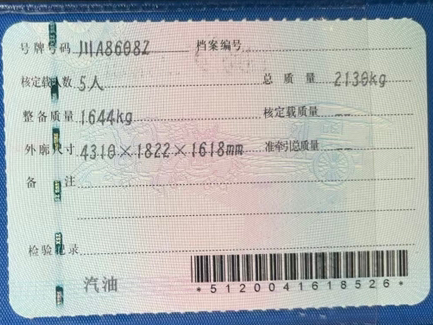 号牌号码 川A8608Z 档案编号
核定载人数 5人 总质量 2130kg
整备质量 1644kg 核定载质量 --
外廓尺寸 4310×1822×1618mm 准牵引总质量 --
备注
检验记录
汽油
*5120041618526*